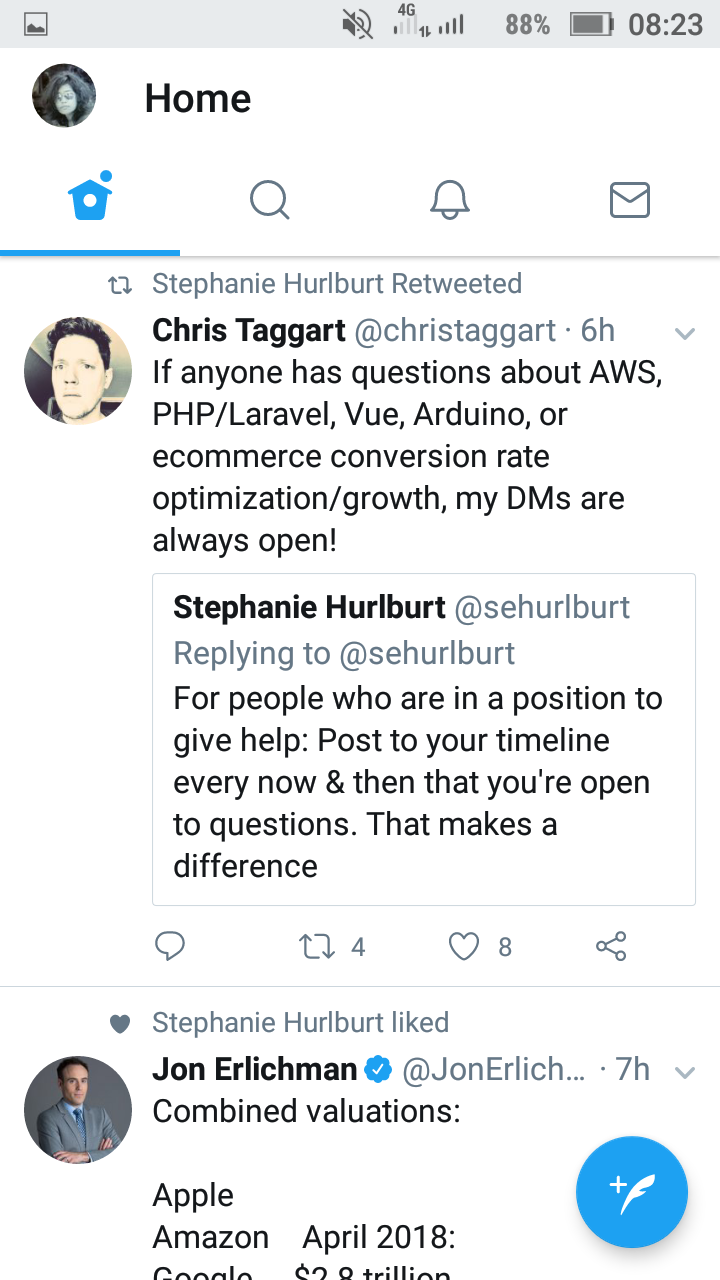 4G
88%
08:23
Home
Stephanie Hurlburt Retweeted
Chris Taggart @christaggart · 6h
If anyone has questions about AWS,
PHP/Laravel, Vue, Arduino, or
ecommerce conversion rate
optimization/growth, my DMs are
always open!
Stephanie Hurlburt @sehurlburt
Replying to @sehurlburt
For people who are in a position to
give help: Post to your timeline
every now & then that you're open
to questions. That makes a
difference
4
8
Stephanie Hurlburt liked
Jon Erlichman @JonErlich... · 7h
Combined valuations:
Apple
Amazon April 2018:
Google $2.8 trillion